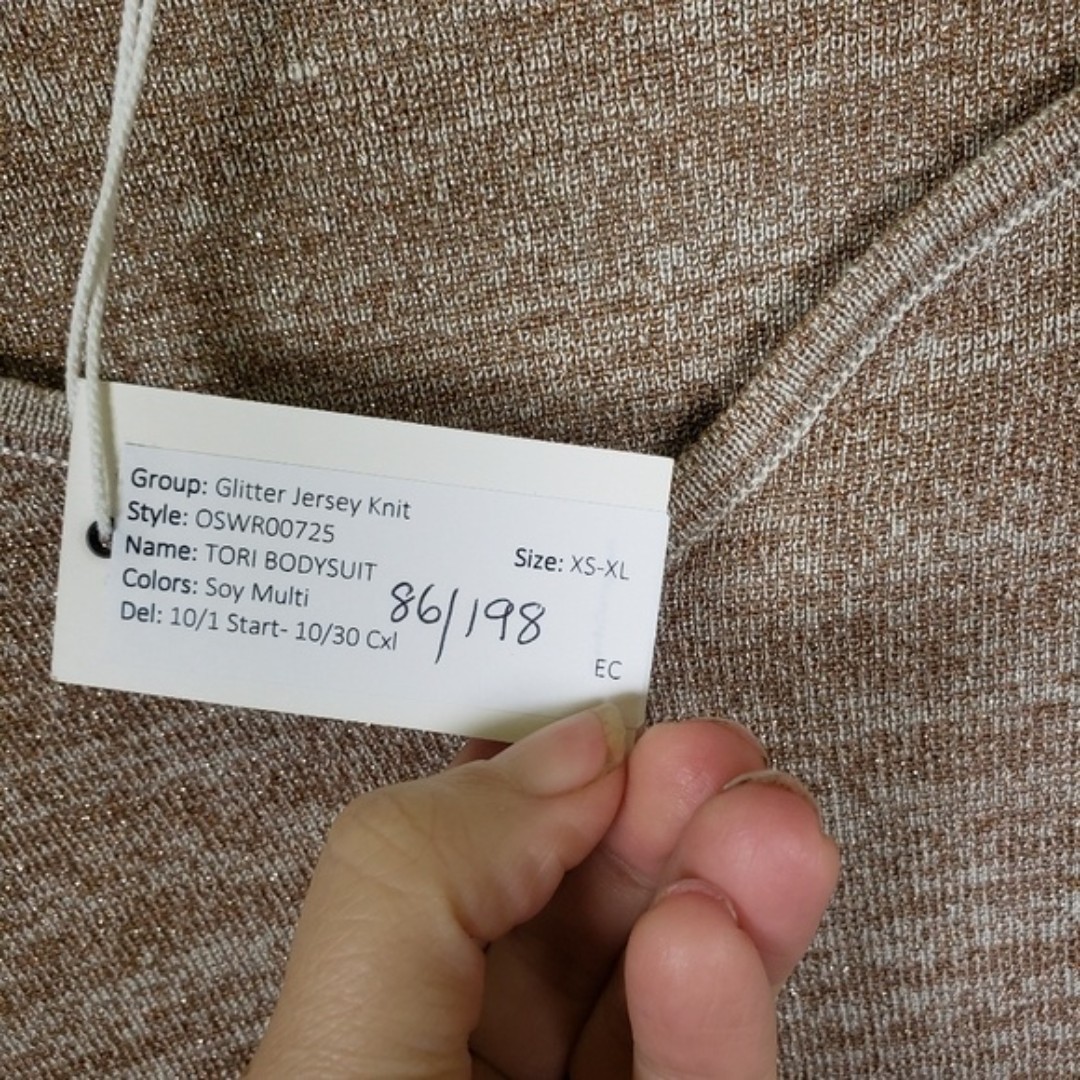 Group: Glitter Jersey Knit
Style: OSWR00725
Name: TORI BODYSUIT Size: XS-XL
Colors: Soy Multi 86/198
Del: 10/1 Start- 10/30 Cxl
EC